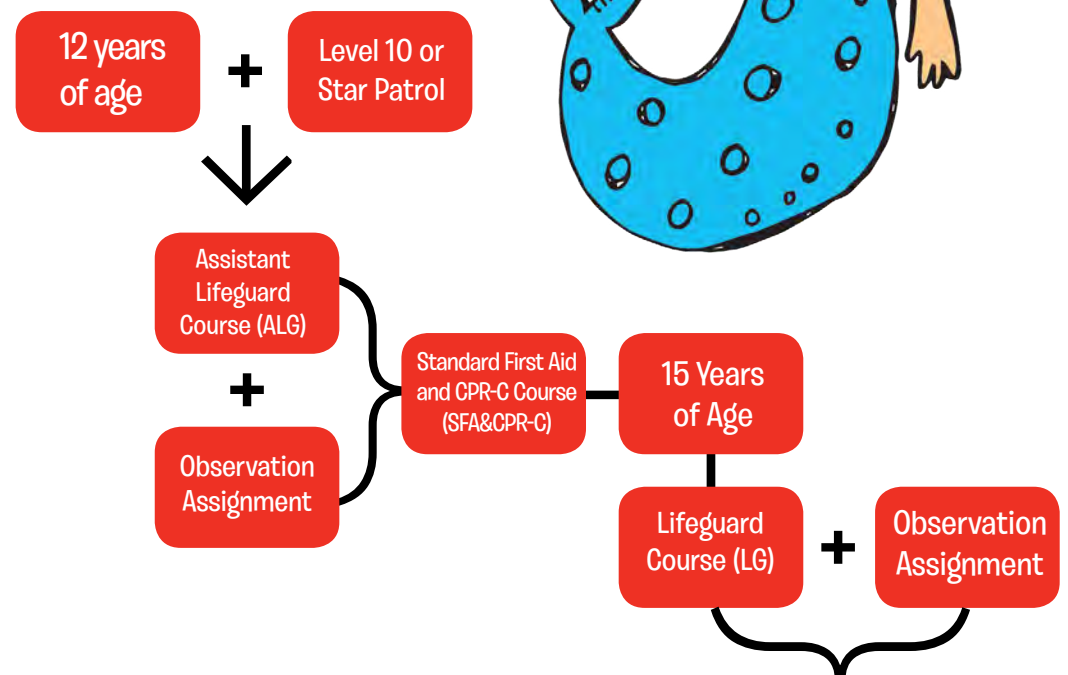 12 years
of age
+
Level 10 or
Star Patrol
Assistant
Lifeguard
Course (ALG)
+
Observation
Assignment
Standard First Aid
and CPR-C Course
(SFA&CPR-C)
15 Years
of Age
Lifeguard
Course (LG)
+
Observation
Assignment